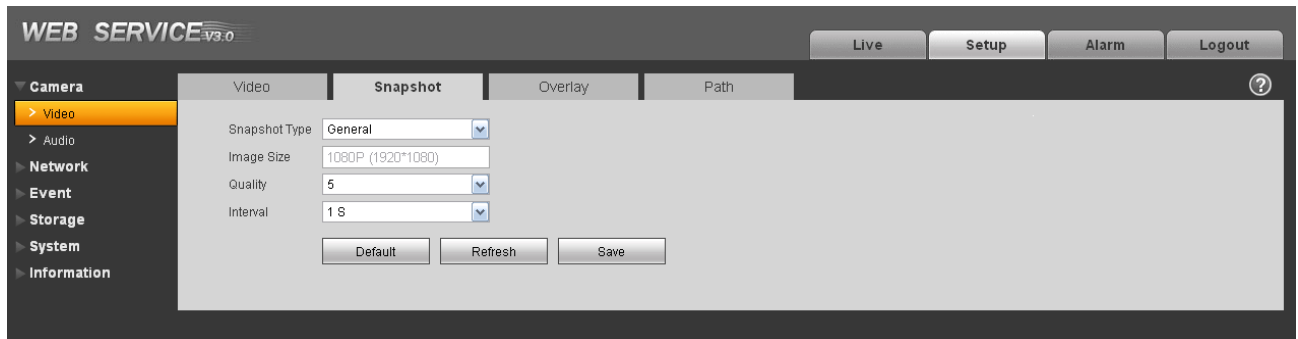 WEB SERVICE V3.0
Live Setup Alarm Logout
Camera
Video
Audio
Network
Event
Storage
System
Information
Video Snapshot Overlay Path ?
Snapshot Type General
Image Size 1080P (1920*1080)
Quality 5
Interval 1 S
Default Refresh Save